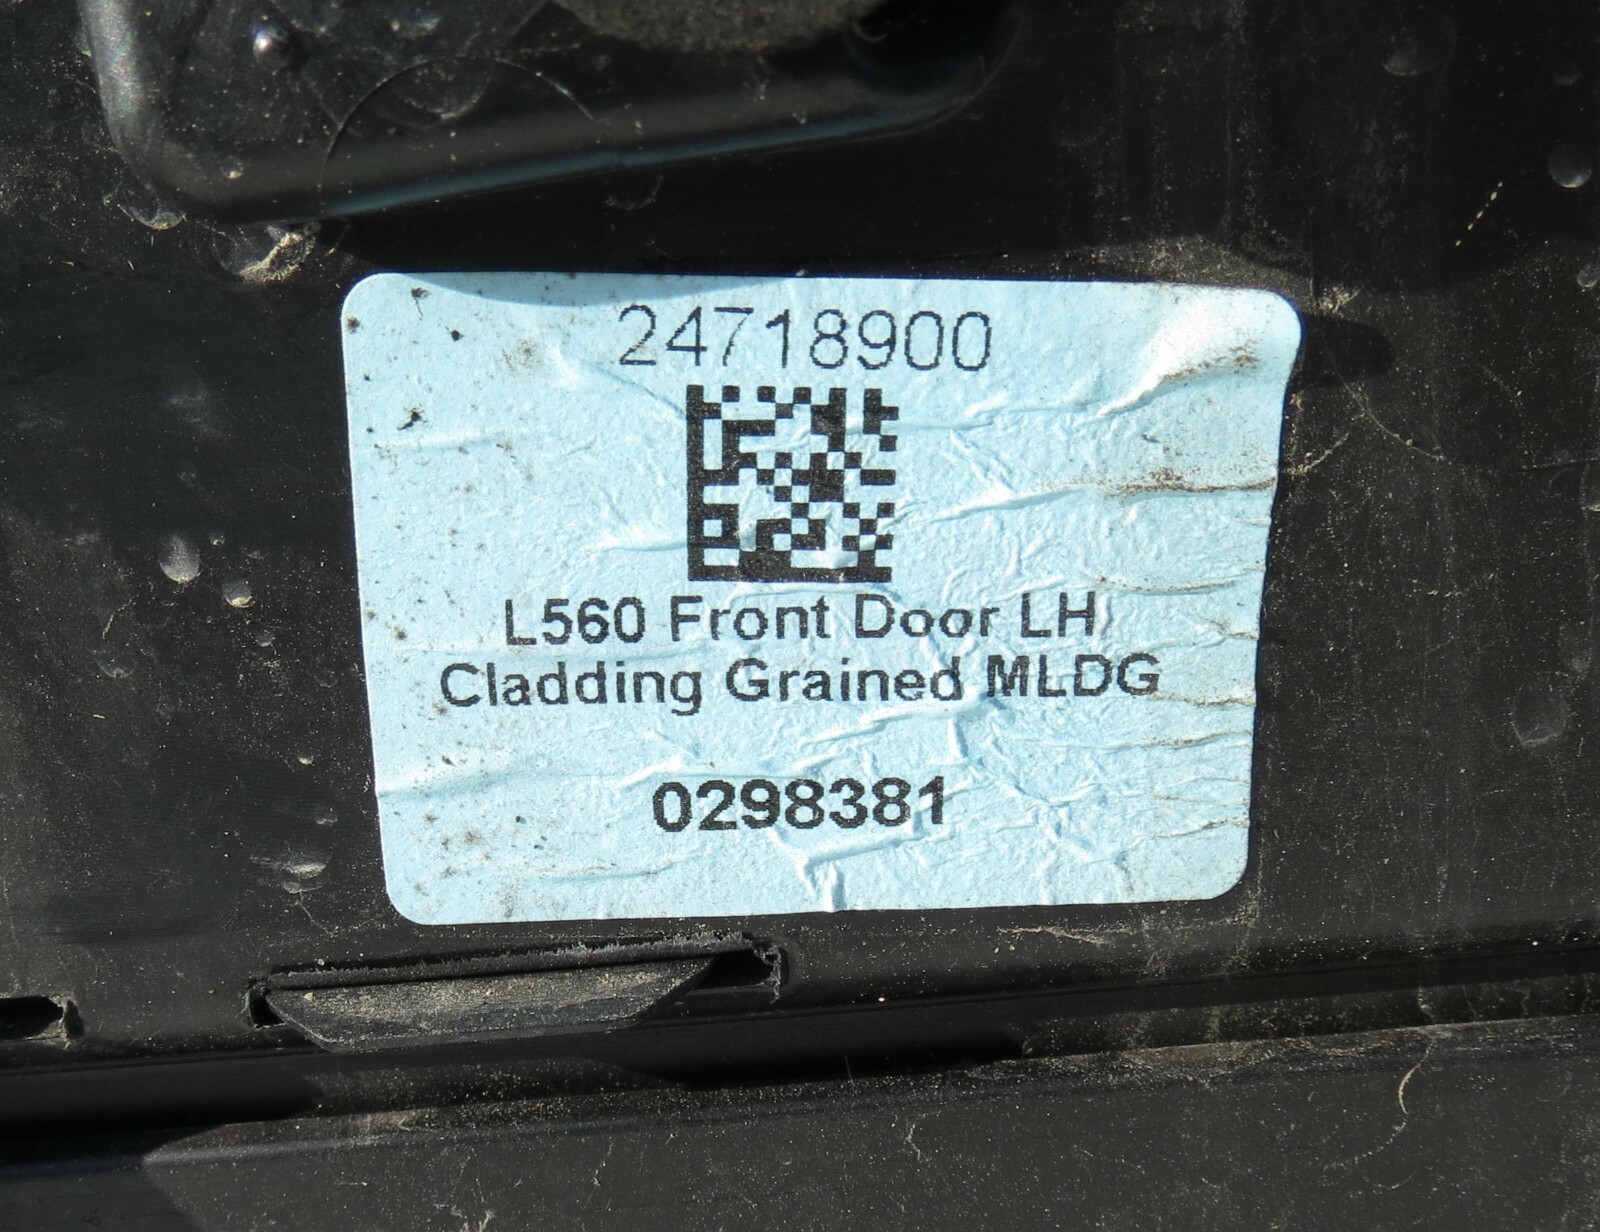 24718900
L560 Front Door LH
Cladding Grained MLDG
0298381